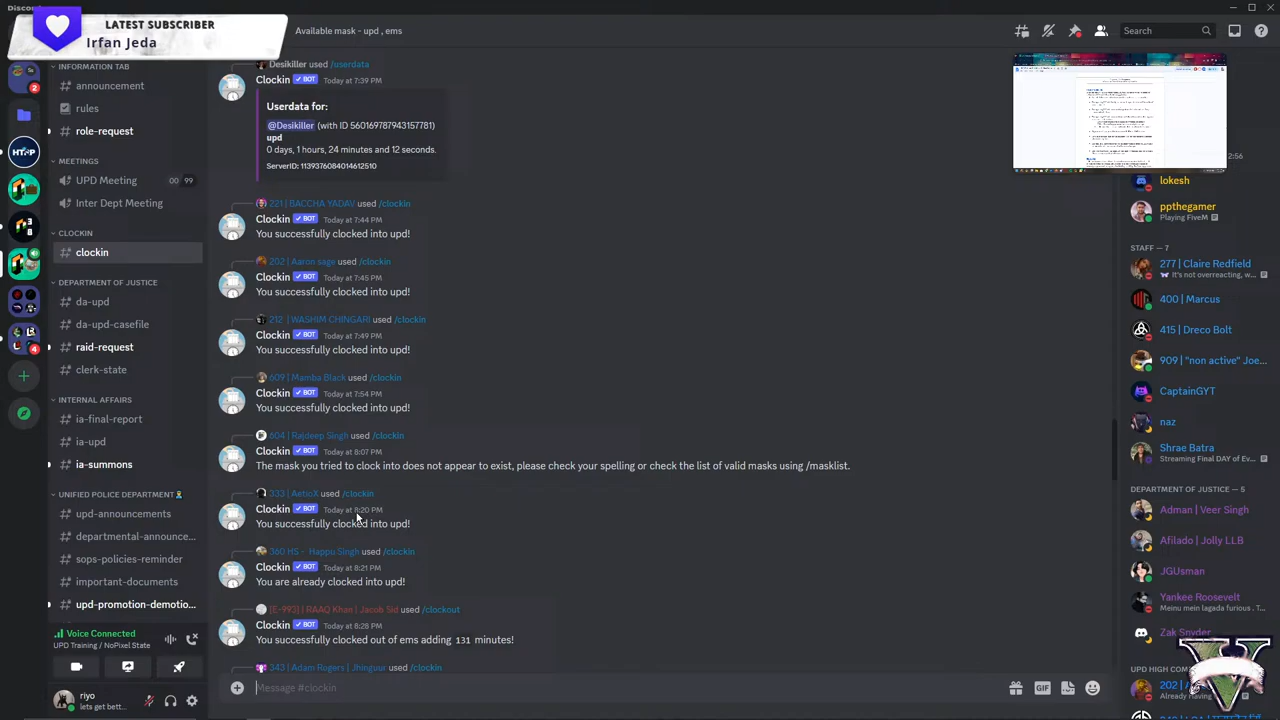 Discord
LATEST SUBSCRIBER
Irfan Jeda
Available mask - upd , ems
Search
INFORMATION TAB
announcement
rules
role-request
MEETINGS
UPD Meeting
00 99
Inter Dept Meeting
CLOCKIN
clockin
DEPARTMENT OF JUSTICE
da-upd
da-upd-casefile
raid-request
clerk-state
INTERNAL AFFAIRS
ia-final-report
ia-upd
ia-summons
UNIFIED POLICE DEPARTMENT
upd-announcements
departmental-announce...
sops-policies-reminder
important-documents
upd-promotion-demotio...
Voice Connected
UPD Training / NoPixel State
riyo
lets get bett...
2
4
Desikiller used /userdata
Clockin BOT Today at 7:39 PM
Userdata for
upd
0 days, 1 hours, 24 minutes and 10 seconds
221 | BACCHA YADAV used /clockin
Clockin BOT Today at 7:44 PM
You successfully clocked into upd!
202 | Aaron sage used /clockin
Clockin BOT Today at 7:45 PM
You successfully clocked into upd!
212 | WASHIM CHINGARI used /clockin
Clockin BOT Today at 7:49 PM
You successfully clocked into upd!
609 | Mamba Black used /clockin
Clockin BOT Today at 7:54 PM
You successfully clocked into upd!
604 | Rajdeep Singh used /clockin
Clockin BOT Today at 8:07 PM
The mask you tried to clock into does not appear to exist, please check your spelling or check the list of valid masks using /masklist.
333 | AeticX used /clockin
Clockin BOT Today at 8:20 PM
You successfully clocked into upd!
360 HS - Happu Singh used /clockin
Clockin BOT Today at 8:21 PM
You are already clocked into upd!
[E-993] | RAAQ Khan | Jacob Sid used /clockout
Clockin BOT Today at 8:28 PM
You successfully clocked out of ems adding 131 minutes!
343 | Adam Rogers | Jhinguur used /clockin
Message #clockin
GIF
2:56
lokesh
ppthegamer
Playing FiveM
STAFF — 7
277 | Claire Redfield
It's not overreacting, w...
400 | Marcus
415 | Dreco Bolt
909 | "non active" Joe...
CaptainGYT
naz
Shrae Batra
Streaming Final DAY of Ev...
DEPARTMENT OF JUSTICE — 5
Adman | Veer Singh
Afilado | Jolly LLB
JGUsman
Yankee Roosevelt
Meinu mein lagada furious . T...
Zak Snyder
UPD HIGH COM
202 | A
Already Having